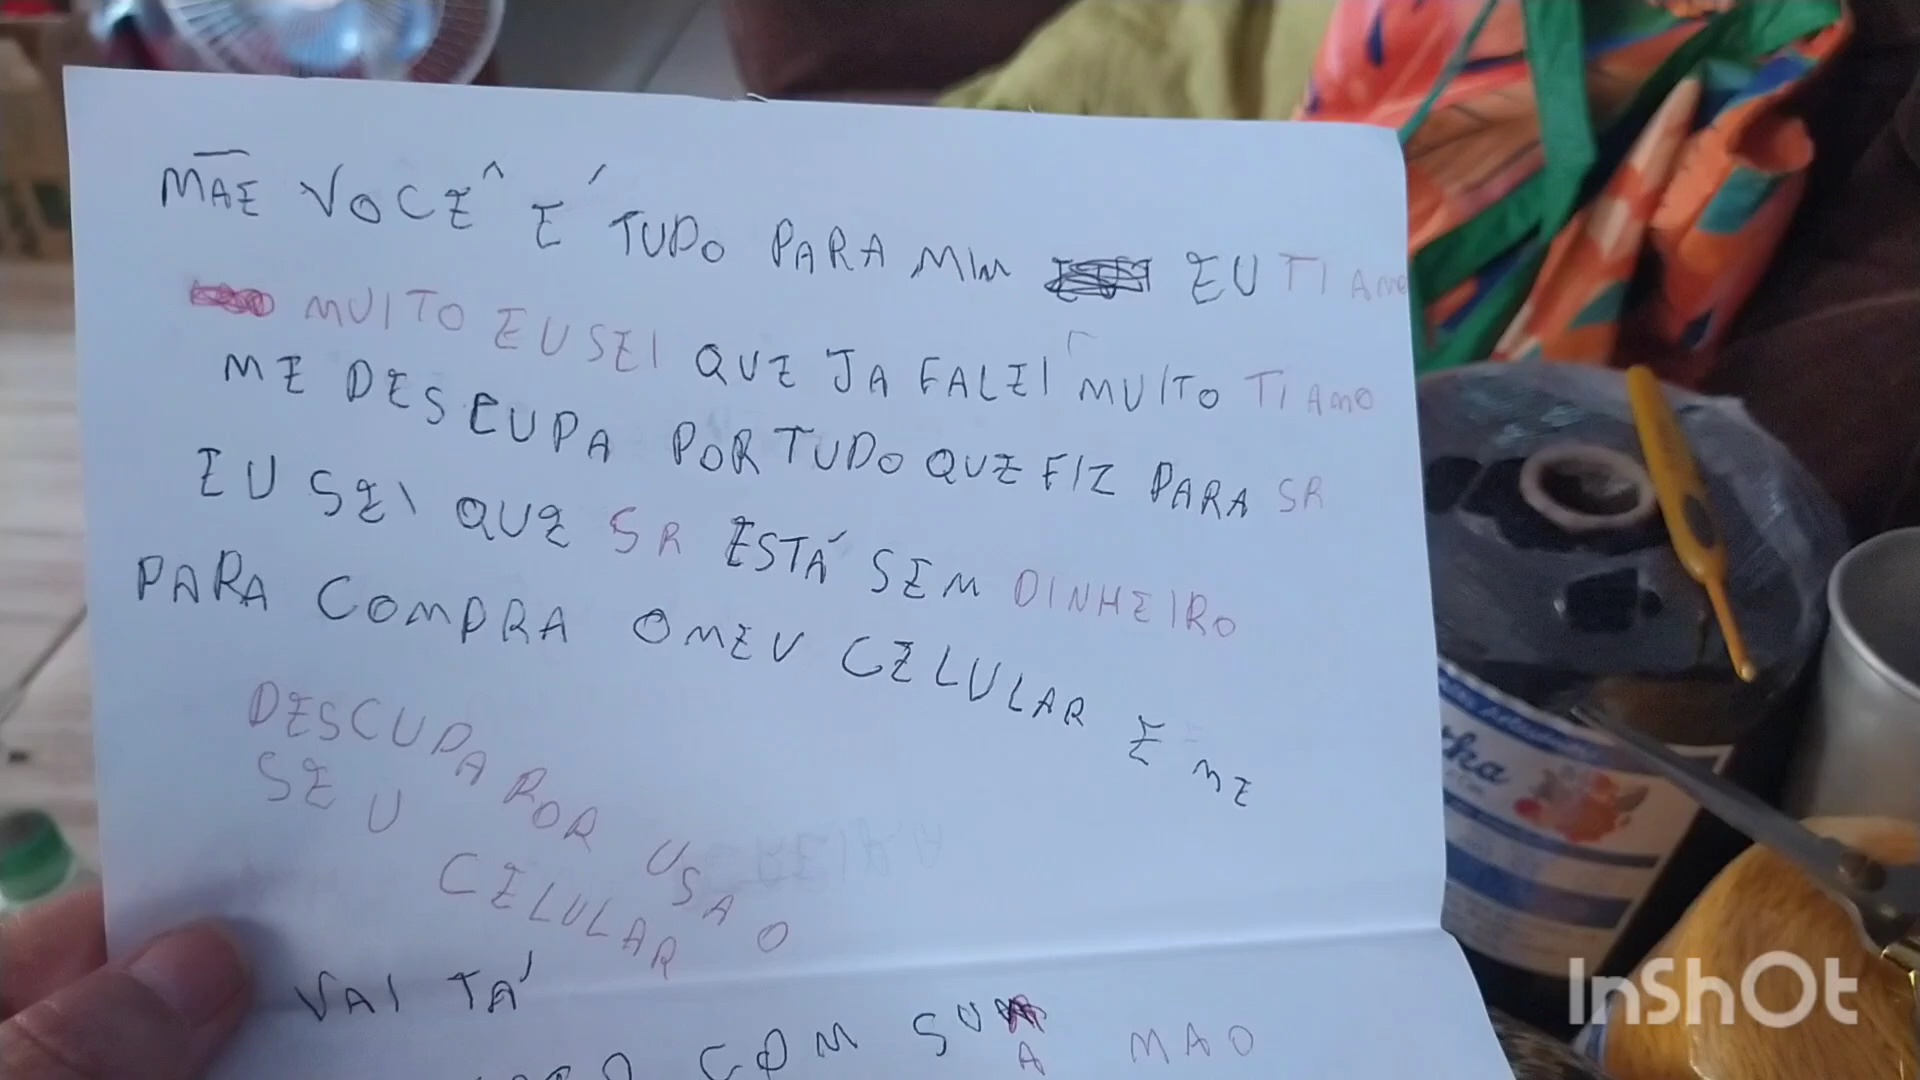 MÃE VOCÊ É TUDO PARA MIM EU TI AMO
MUITO EU SEI QUE JA FALEI MUITO TI AMO
ME DESCUPA POR TUDO QUE FIZ PARA SR
EU SEI QUE SR ESTÁ SEM DINHEIRO
PARA COMPRA O MEU CELULAR E ME
DESCUPA POR USA O
SEU CELULAR
VAI TÁ
COM SUA MAO
InShOt